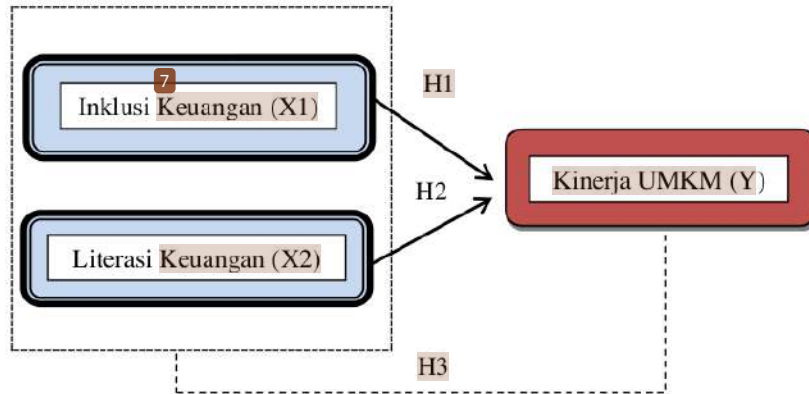 7
Inklusi Keuangan (X1)
H1
Kinerja UMKM (Y)
H2
Literasi Keuangan (X2)
H3